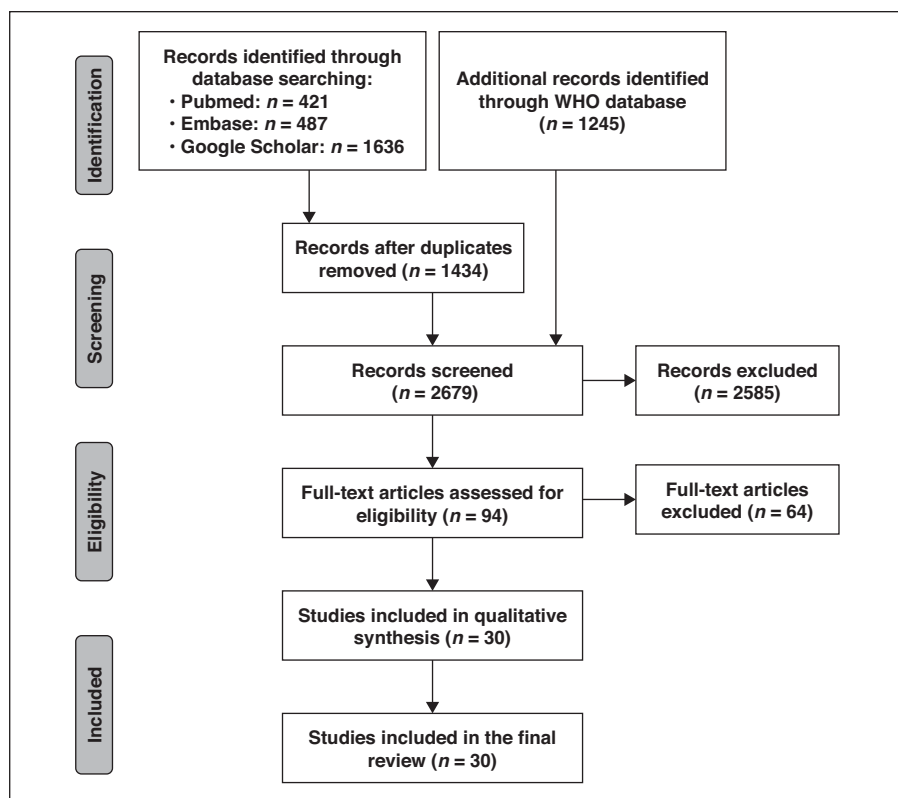 Identification
Records identified through
database searching:
· Pubmed: n = 421
· Embase: n = 487
· Google Scholar: n = 1636
Additional records identified
through WHO database
(n = 1245)
Screening
Records after duplicates
removed (n = 1434)
Records screened
(n = 2679)
Records excluded
(n = 2585)
Eligibility
Full-text articles assessed for
eligibility (n = 94)
Full-text articles
excluded (n = 64)
Included
Studies included in qualitative
synthesis (n = 30)
Studies included in the final
review (n = 30)